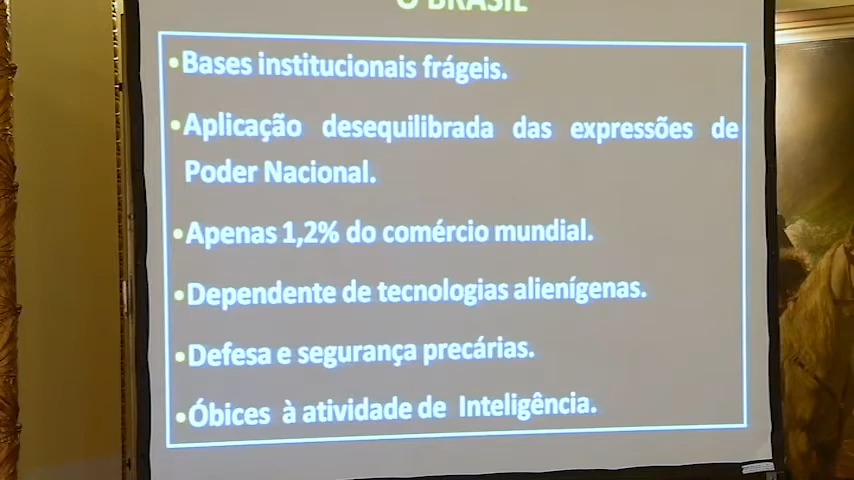 O BRASIL
•Bases institucionais frágeis.
•Aplicação desequilibrada das expressões de
Poder Nacional.
•Apenas 1,2% do comércio mundial.
•Dependente de tecnologias alienígenas.
•Defesa e segurança precárias.
•Óbices à atividade de Inteligência.